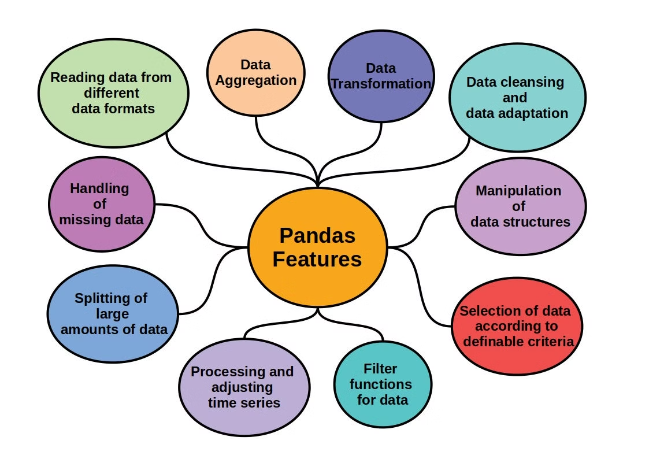 Reading data from
different
data formats
Data
Aggregation
Data
Transformation
Data cleansing
and
data adaptation
Handling
of
missing data
Pandas
Features
Manipulation
of
data structures
Splitting of
large
amounts of data
Selection of data
according to
definable criteria
Processing and
adjusting
time series
Filter
functions
for data